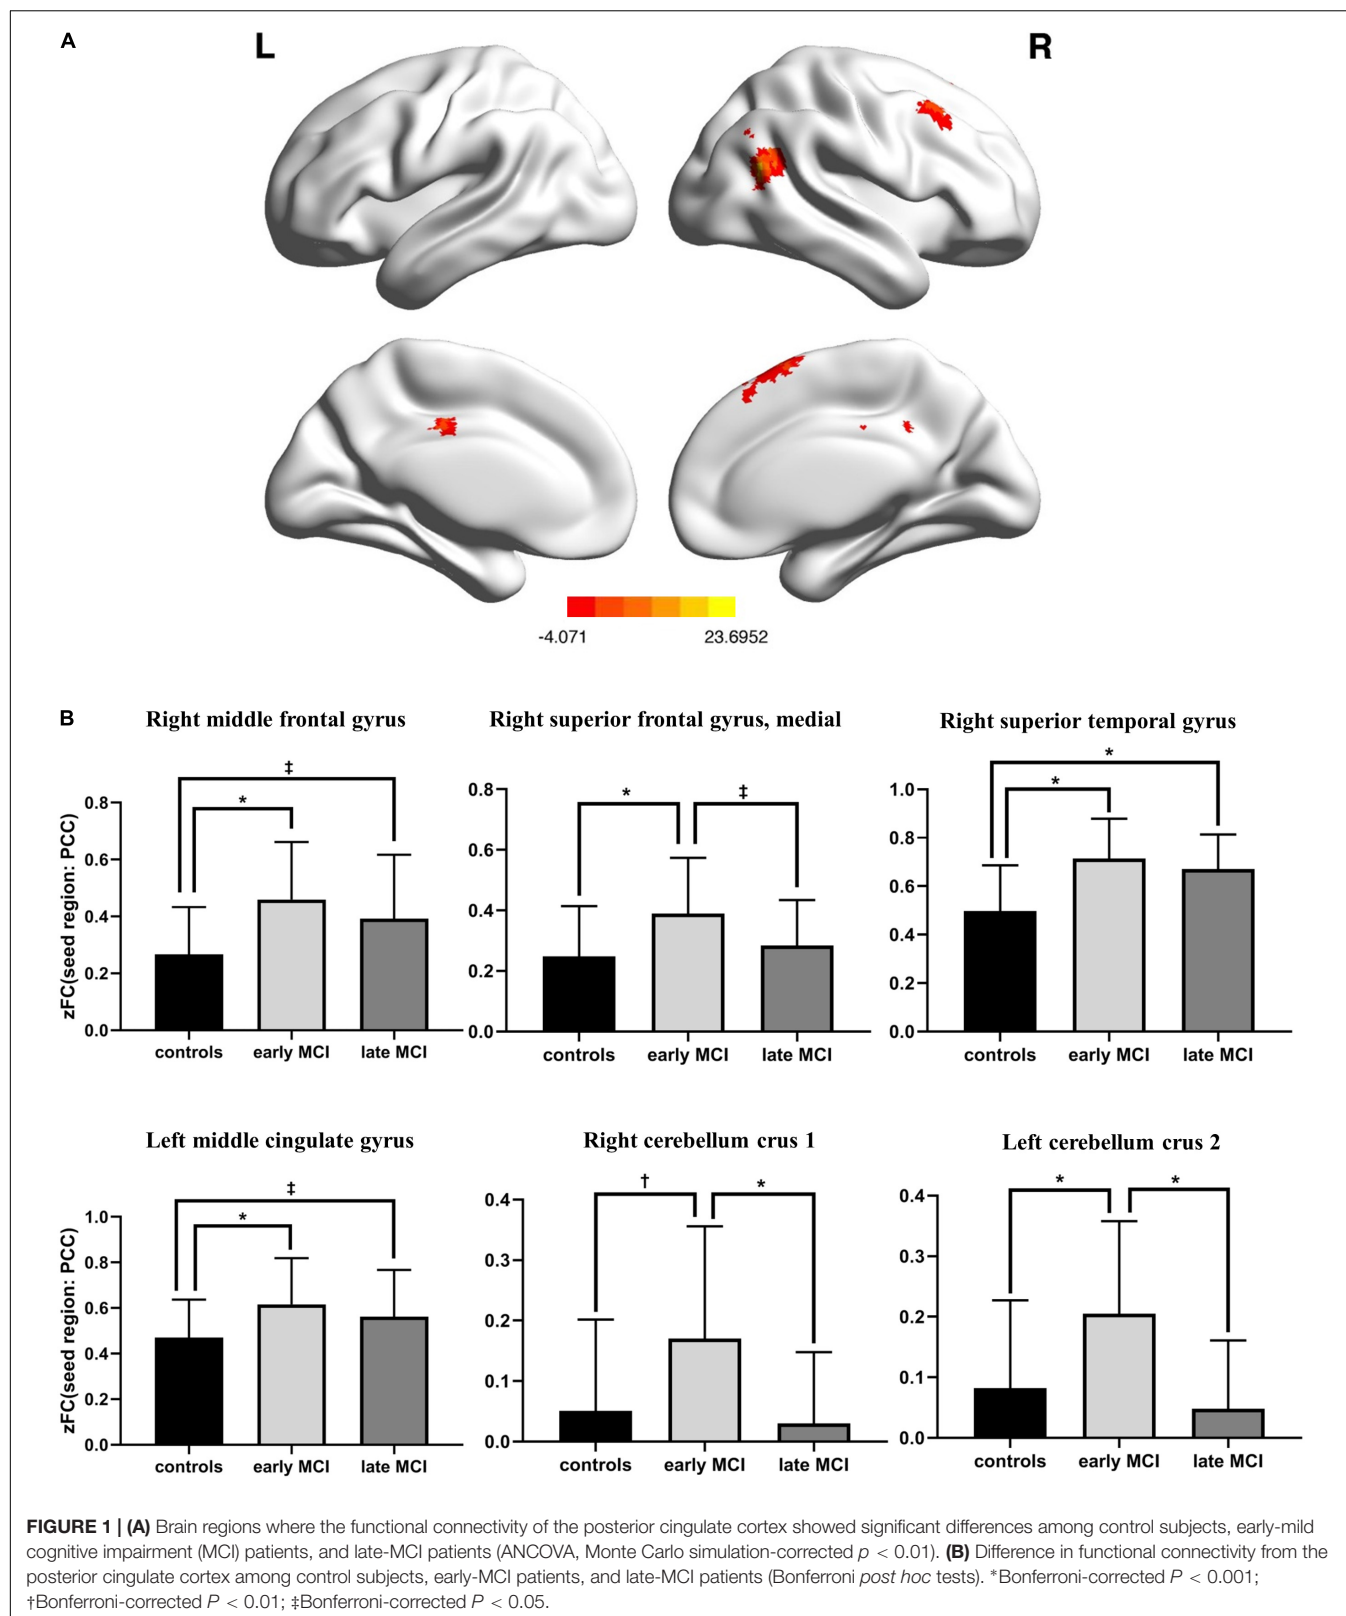 A
L
R
-4.071
23.6952
B
Right middle frontal gyrus
‡
*
zFC(seed region: PCC)
0.8
0.6
0.4
0.2
0.0
controls
early MCI
late MCI
Right superior frontal gyrus, medial
*
‡
0.8
0.6
0.4
0.2
0.0
controls
early MCI
late MCI
Right superior temporal gyrus
*
*
1.0
0.8
0.6
0.4
0.2
0.0
controls
early MCI
late MCI
Left middle cingulate gyrus
‡
*
zFC(seed region: PCC)
1.0
0.8
0.6
0.4
0.2
0.0
controls
early MCI
late MCI
Right cerebellum crus 1
†
*
0.4
0.3
0.2
0.1
0.0
controls
early MCI
late MCI
Left cerebellum crus 2
*
*
0.4
0.3
0.2
0.1
0.0
controls
early MCI
late MCI
FIGURE 1 | (A) Brain regions where the functional connectivity of the posterior cingulate cortex showed significant differences among control subjects, early-mild
cognitive impairment (MCI) patients, and late-MCI patients (ANCOVA, Monte Carlo simulation-corrected p < 0.01). (B) Difference in functional connectivity from the
posterior cingulate cortex among control subjects, early-MCI patients, and late-MCI patients (Bonferroni post hoc tests). *Bonferroni-corrected P < 0.001;
†Bonferroni-corrected P < 0.01; ‡Bonferroni-corrected P < 0.05.